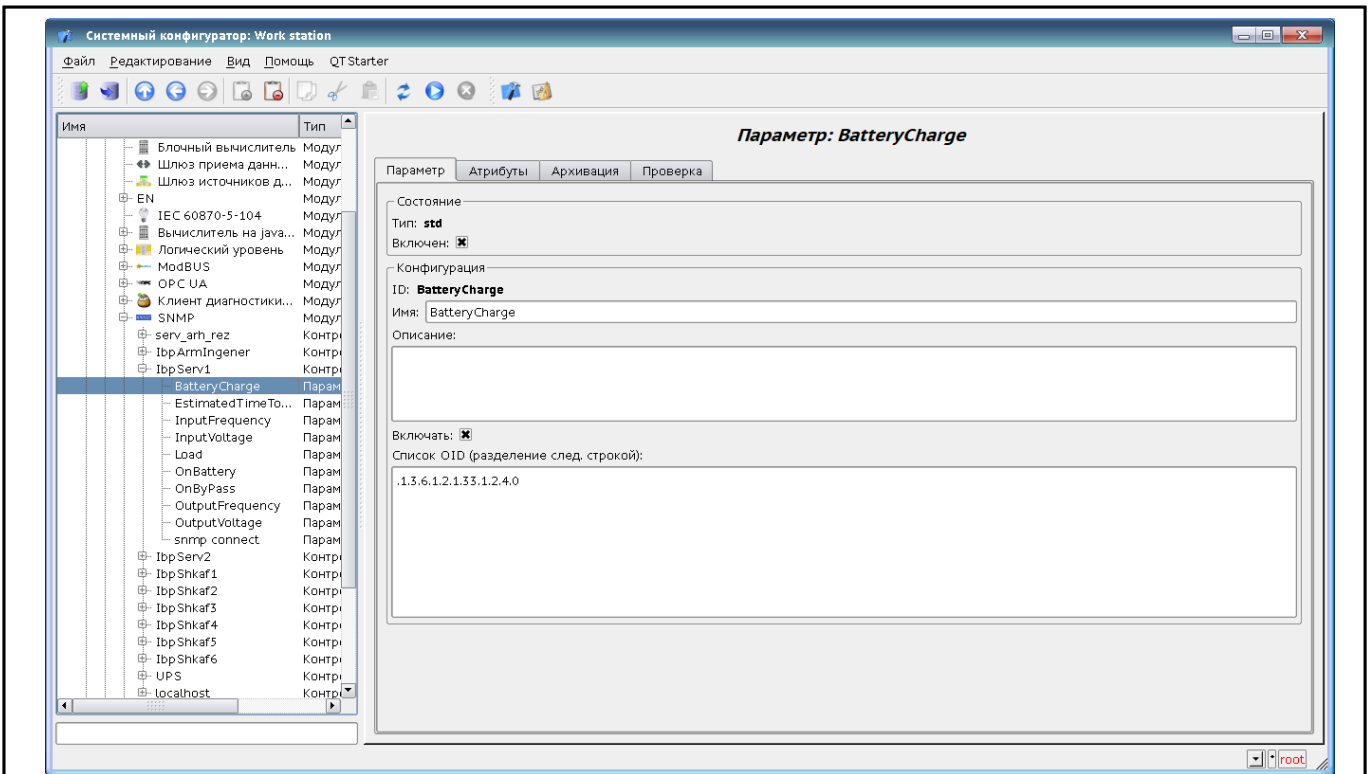 Системный конфигуратор: Work station
Файл Редактирование Вид Помощь QTStarter
Имя Тип
Блочный вычислитель Модул
Шлюз приема данн... Модул
Шлюз источников д... Модул
EN Модул
IEC 60870-5-104 Модул
Вычислитель на java... Модул
Логический уровень Модул
ModBUS Модул
OPC UA Модул
Клиент диагностики... Модул
SNMP Модул
serv_arh_rez Контр
IbpArmIngener Контр
IbpServ1 Контр
BatteryCharge Парам
EstimatedTimeTo... Парам
InputFrequency Парам
InputVoltage Парам
Load Парам
OnBattery Парам
OnByPass Парам
OutputFrequency Парам
OutputVoltage Парам
snmp connect Парам
IbpServ2 Контр
IbpShkaf1 Контр
IbpShkaf2 Контр
IbpShkaf3 Контр
IbpShkaf4 Контр
IbpShkaf5 Контр
IbpShkaf6 Контр
UPS Контр
localhost Контр
Параметр: BatteryCharge
Параметр Атрибуты Архивация Проверка
Состояние
Тип: std
Включен:
Конфигурация
ID: BatteryCharge
Имя: BatteryCharge
Описание:
Включать:
Список OID (разделение след. строкой):
.1.3.6.1.2.1.33.1.2.4.0
* root